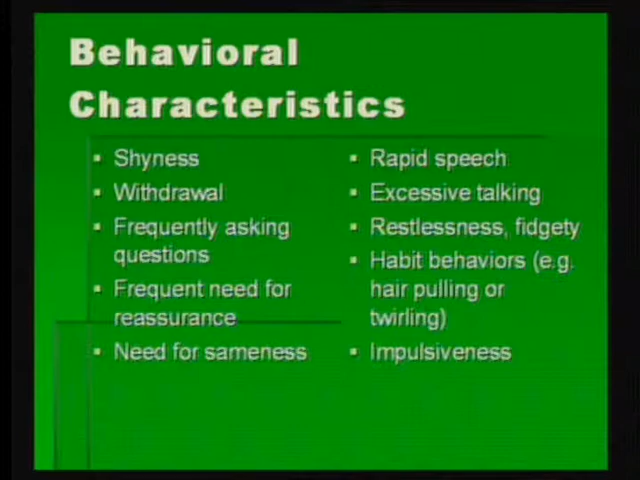 Behavioral
Characteristics
▪ Shyness
▪ Withdrawal
▪ Frequently asking
questions
▪ Frequent need for
reassurance
▪ Need for sameness
▪ Rapid speech
▪ Excessive talking
▪ Restlessness, fidgety
▪ Habit behaviors (e.g.
hair pulling or
twirling)
▪ Impulsiveness